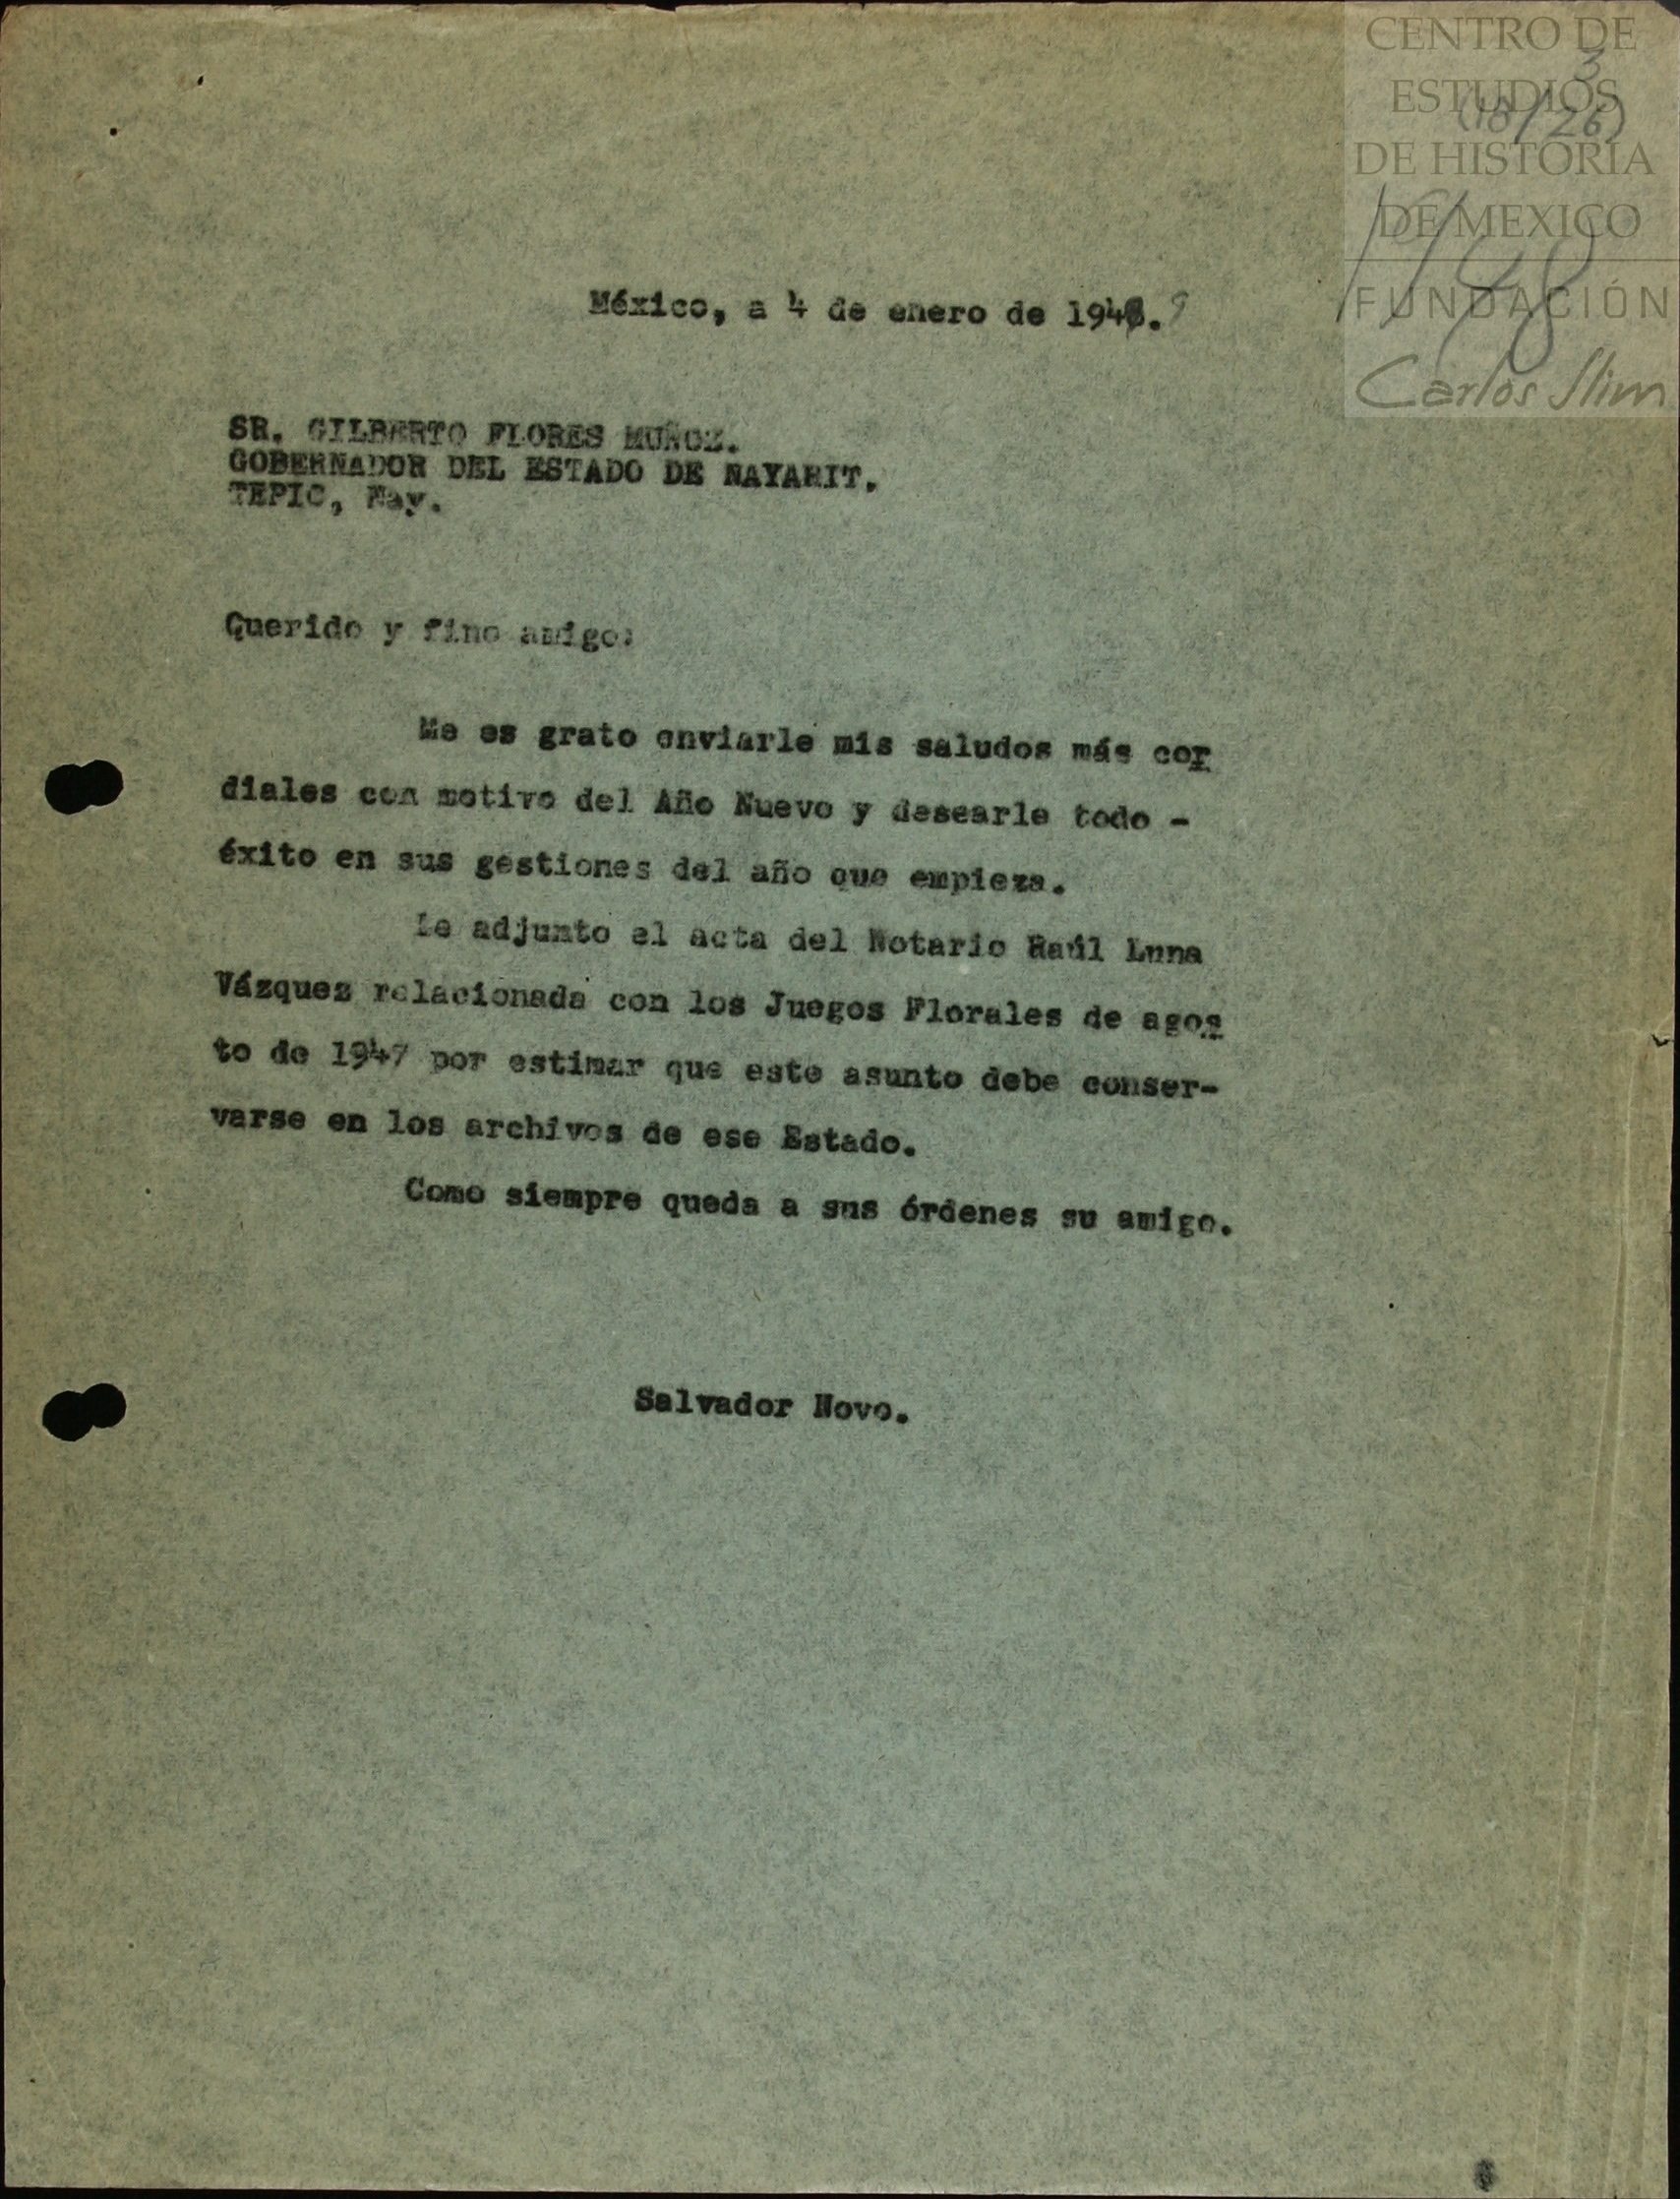 CENTRO DE
ESTUDIOS
DE HISTORIA
DE MEXICO
FUNDACIÓN
Carlos Slim
3
(18/26)
1948
México, a 4 de enero de 1948. 9
SR. GILBERTO FLORES MUÑOZ.
GOBERNADOR DEL ESTADO DE NAYARIT.
TEPIC, Nay.
Querido y fino amigo:
Me es grato enviarle mis saludos más cor
diales con motivo del Año Nuevo y desearle todo -
éxito en sus gestiones del año que empieza.
Le adjunto el acta del Notario Raúl Luna
Vázquez relacionada con los Juegos Florales de agos
to de 1947 por estimar que este asunto debe conser-
varse en los archivos de ese Estado.
Como siempre queda a sus órdenes su amigo.
Salvador Novo.